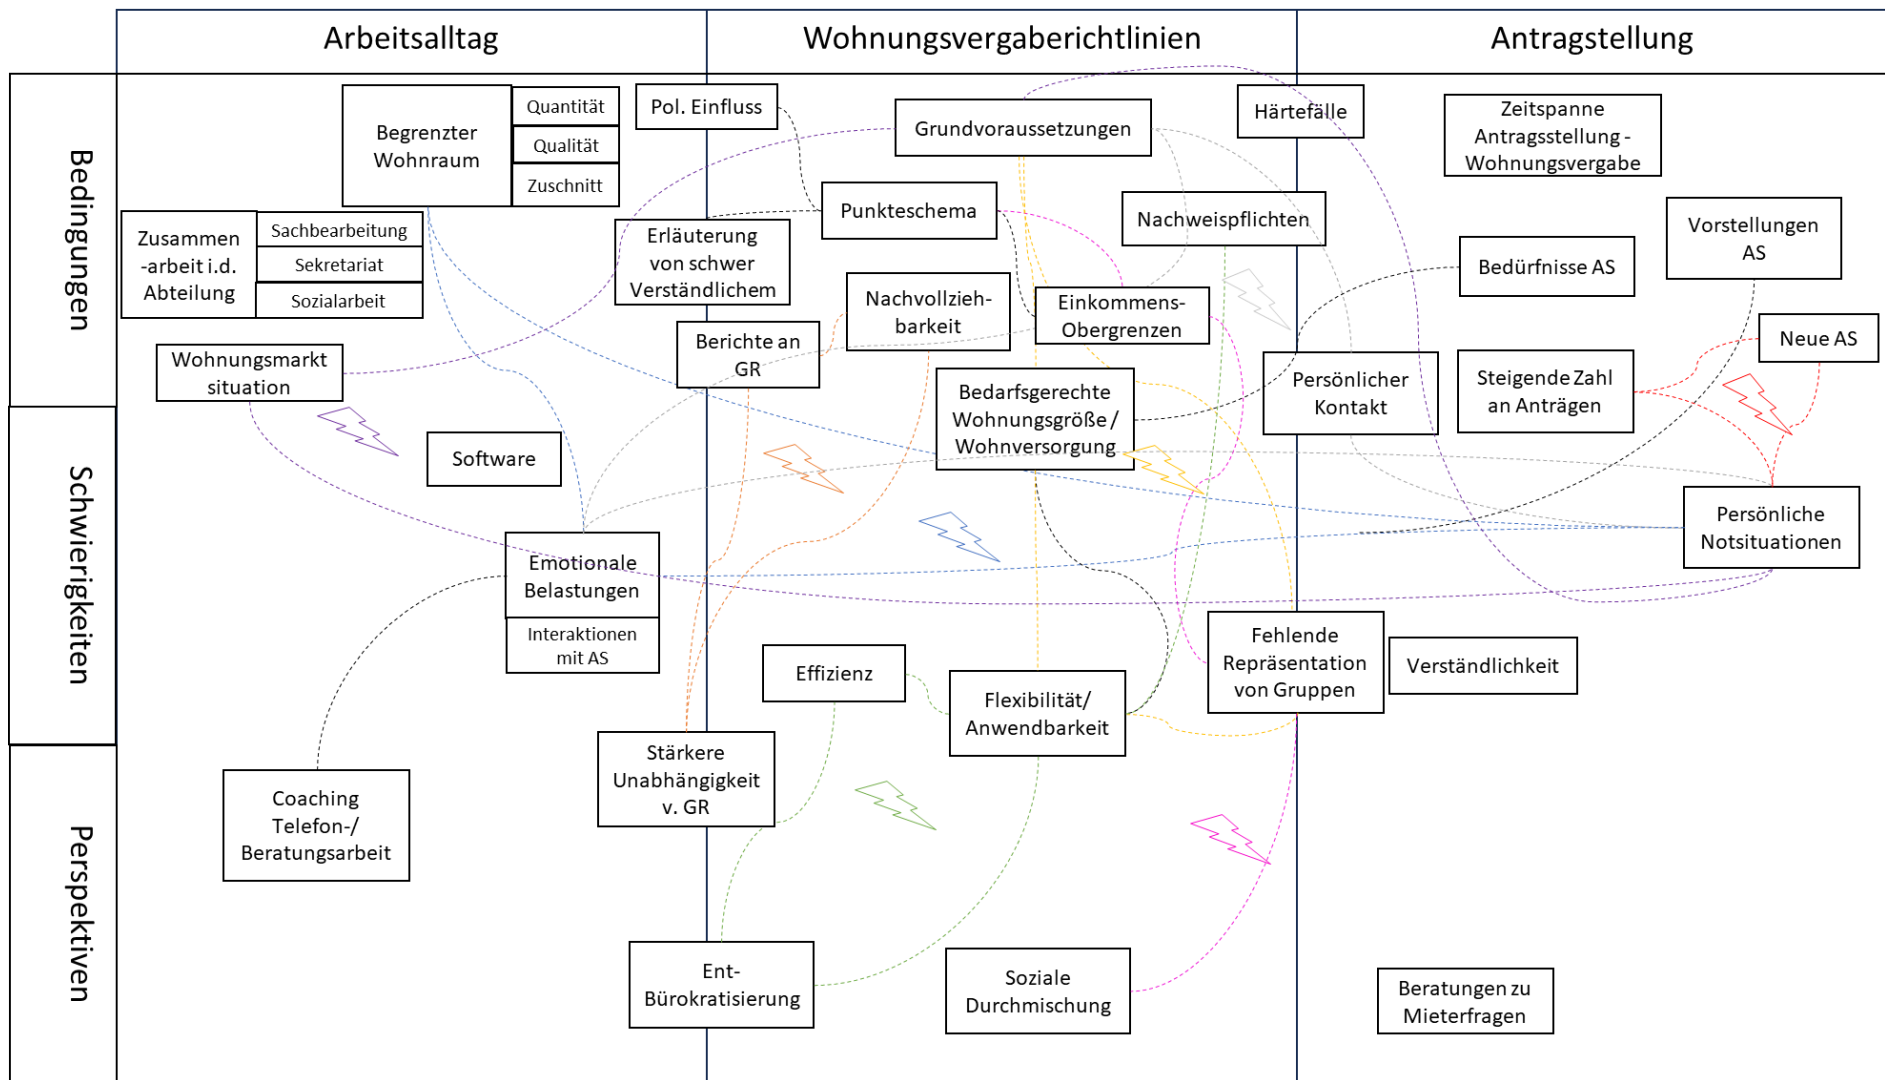 Arbeitsalltag
Wohnungsvergaberichtlinien
Antragstellung
Bedingungen
Begrenzter
Wohnraum
Quantität
Qualität
Zuschnitt
Pol. Einfluss
Grundvoraussetzungen
Härtefälle
Zeitspanne
Antragsstellung -
Wohnungsvergabe
Zusammen
-arbeit i.d.
Abteilung
Sachbearbeitung
Sekretariat
Sozialarbeit
Erläuterung
von schwer
Verständlichem
Punkteschema
Nachweispflichten
Vorstellungen
AS
Bedürfnisse AS
Nachvollzieh-
barkeit
Einkommens-
Obergrenzen
Wohnungsmarkt
situation
Berichte an
GR
Neue AS
Persönlicher
Kontakt
Steigende Zahl
an Anträgen
Bedarfsgerechte
Wohnungsgröße /
Wohnversorgung
Schwierigkeiten
Software
Persönliche
Notsituationen
Emotionale
Belastungen
Interaktionen
mit AS
Effizienz
Flexibilität/
Anwendbarkeit
Fehlende
Repräsentation
von Gruppen
Verständlichkeit
Stärkere
Unabhängigkeit
v. GR
Perspektiven
Coaching
Telefon-/
Beratungsarbeit
Ent-
Bürokratisierung
Soziale
Durchmischung
Beratungen zu
Mieterfragen